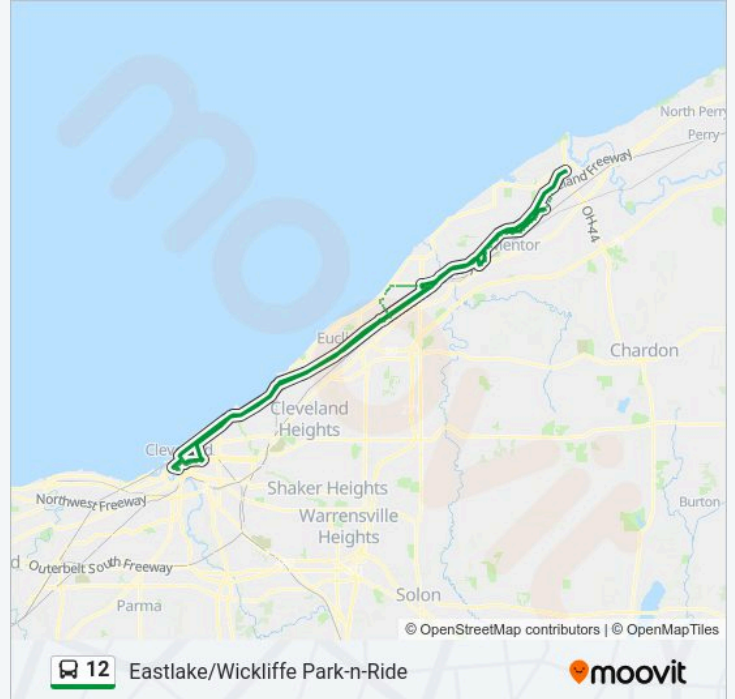 North Perry
Perry
land Freeway
OH-44
Mentor
Euclid
Chardon
Cleveland Heights
Cleveland
Shaker Heights
Northwest Freeway
Warrensville Heights
Burton
Outerbelt South Freeway
Solon
Parma
© OpenStreetMap contributors | © OpenMapTiles
12 Eastlake/Wickliffe Park-n-Ride
moovit